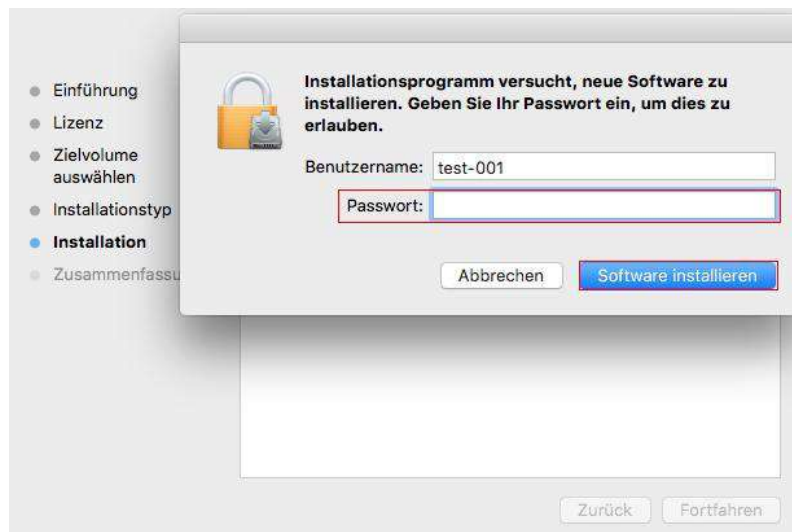 Einführung
Lizenz
Zielvolume
auswählen
Installationstyp
Installation
Installationsprogramm versucht, neue Software zu
installieren. Geben Sie Ihr Passwort ein, um dies zu
erlauben.
Benutzername: test-001
Passwort:
Abbrechen Software installieren
Zurück Fortfahren